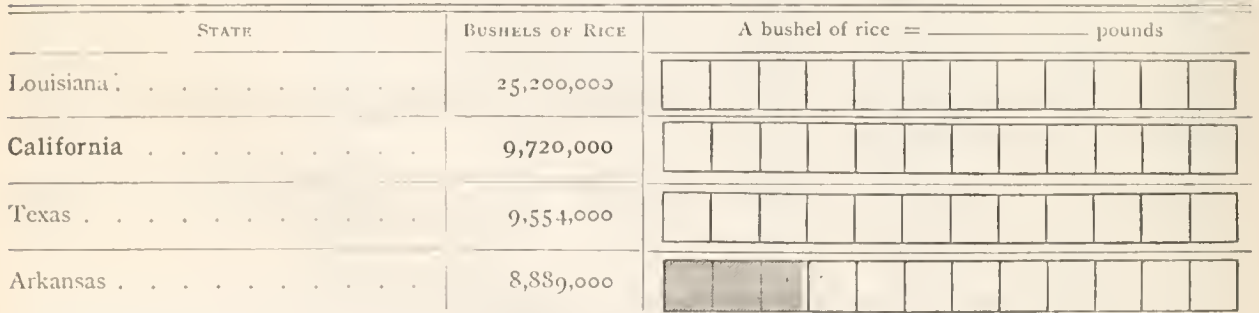 STATE BUSHELS OF RICE A bushel of rice = ____________ pounds
Louisiana . . . . . . . . . 25,200,000
California . . . . . . . . . 9,720,000
Texas . . . . . . . . . . . 9,554,000
Arkansas . . . . . . . . . . 8,889,000